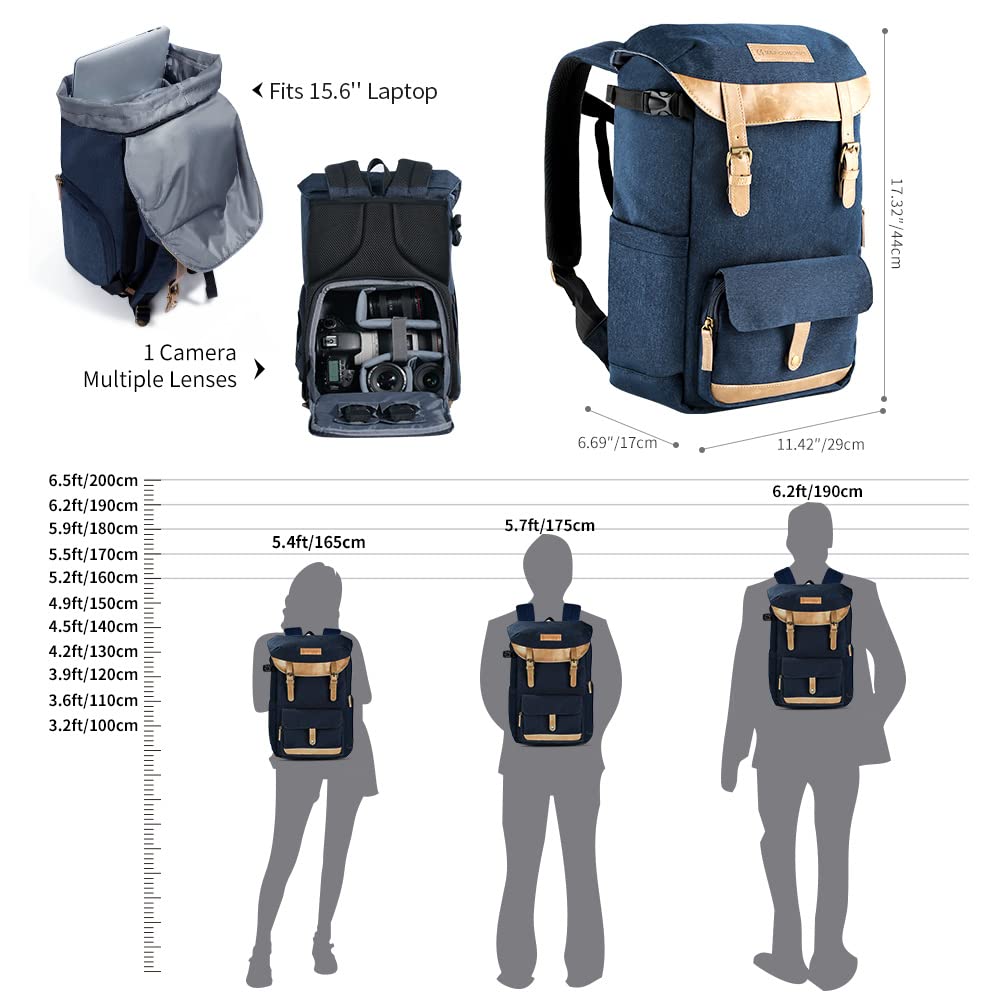 Fits 15.6'' Laptop
1 Camera
Multiple Lenses
17.32"/44cm
6.69"/17cm
11.42"/29cm
6.5ft/200cm
6.2ft/190cm
5.9ft/180cm
5.5ft/170cm
5.2ft/160cm
4.9ft/150cm
4.5ft/140cm
4.2ft/130cm
3.9ft/120cm
3.6ft/110cm
3.2ft/100cm
5.4ft/165cm
5.7ft/175cm
6.2ft/190cm